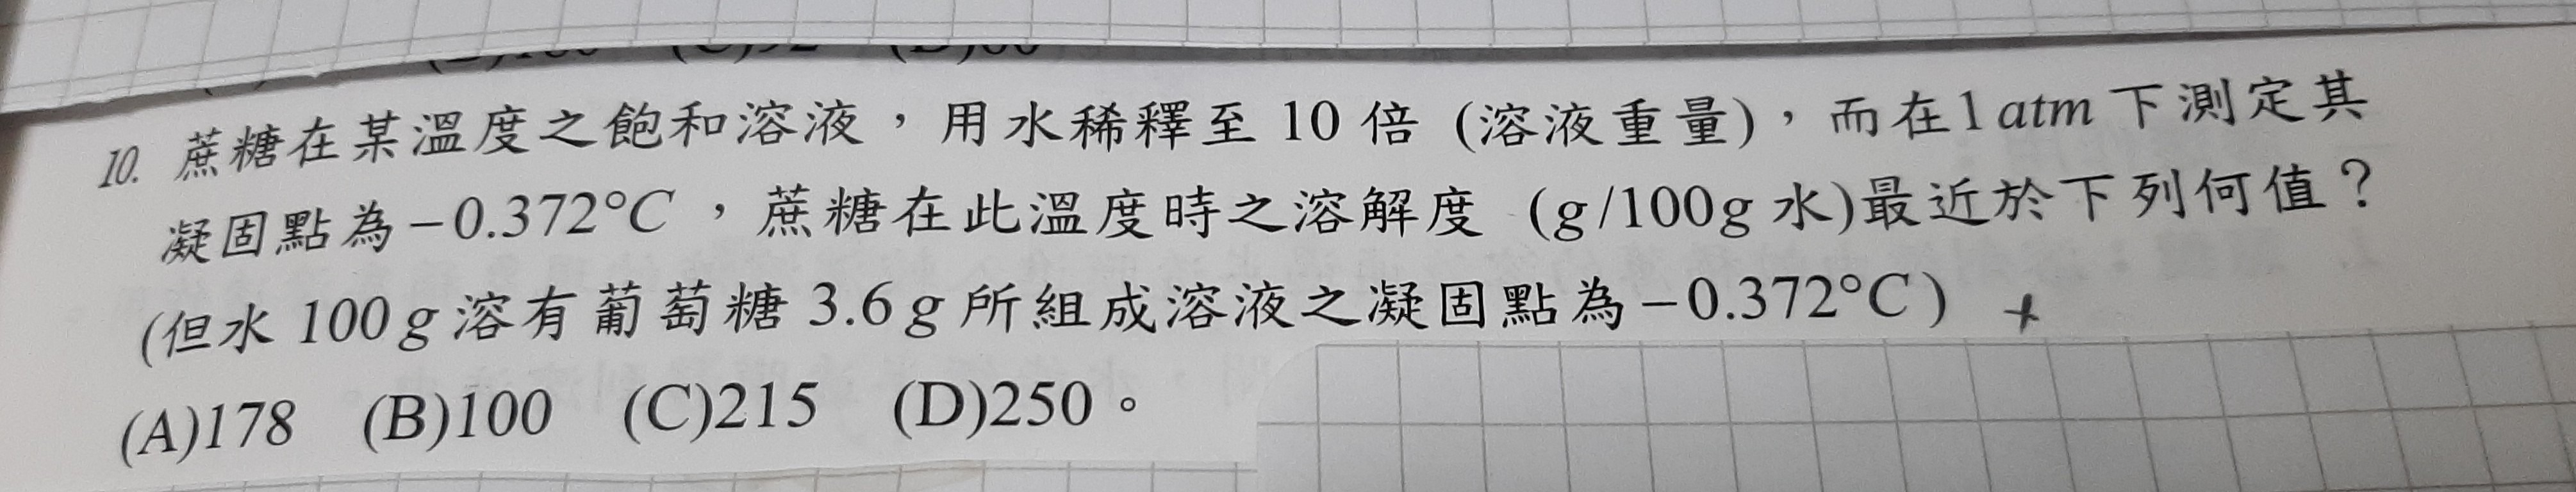 10. 蔗糖在某溫度之飽和溶液，用水稀釋至 10 倍 (溶液重量)，而在1 atm 下測定其
凝固點為 −0.372°C ，蔗糖在此溫度時之溶解度 (g/100g 水)最近於下列何值？
(但水 100 g 溶有葡萄糖 3.6 g 所組成溶液之凝固點為 −0.372°C)
(A)178 (B)100 (C)215 (D)250。